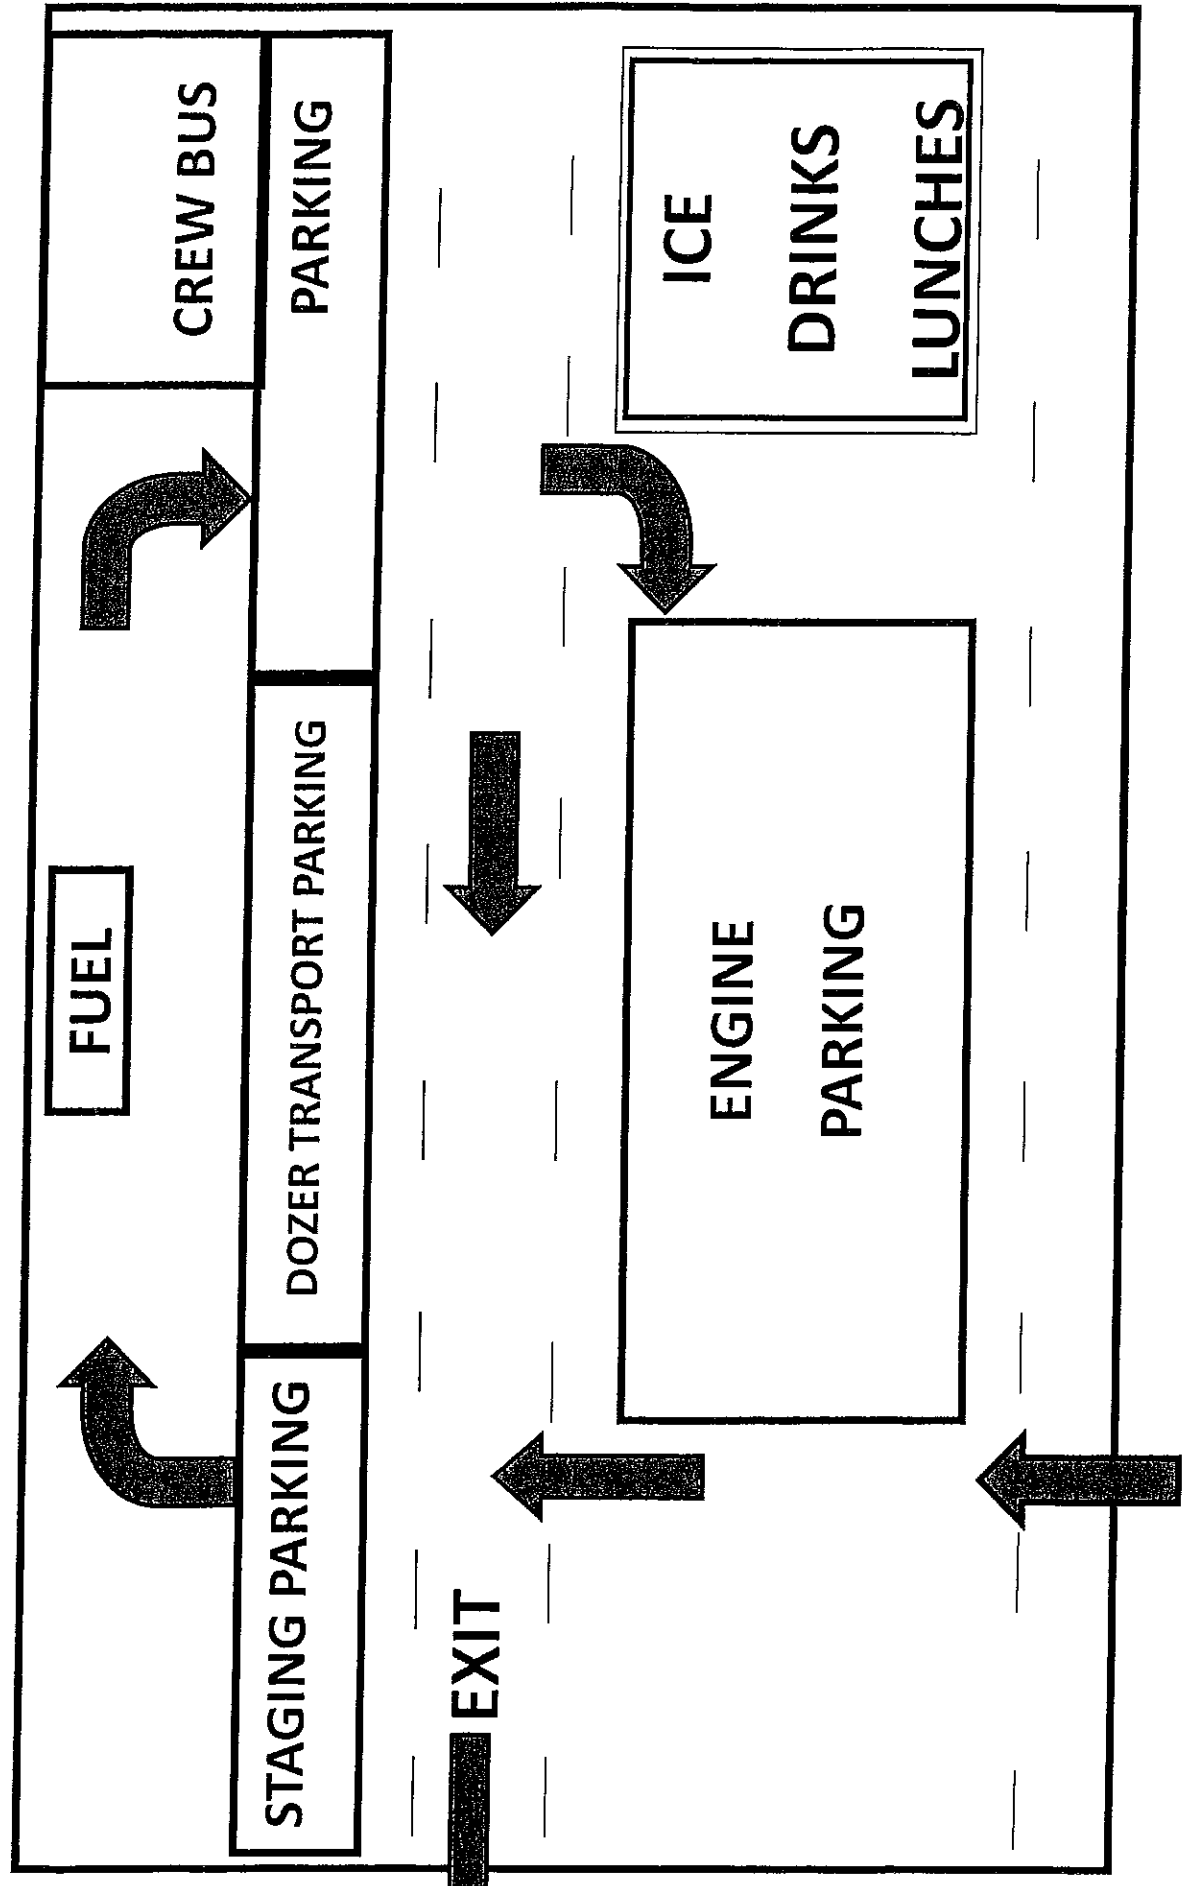 FUEL
CREW BUS
STAGING PARKING
DOZER TRANSPORT PARKING
PARKING
EXIT
ENGINE
PARKING
ICE
DRINKS
LUNCHES